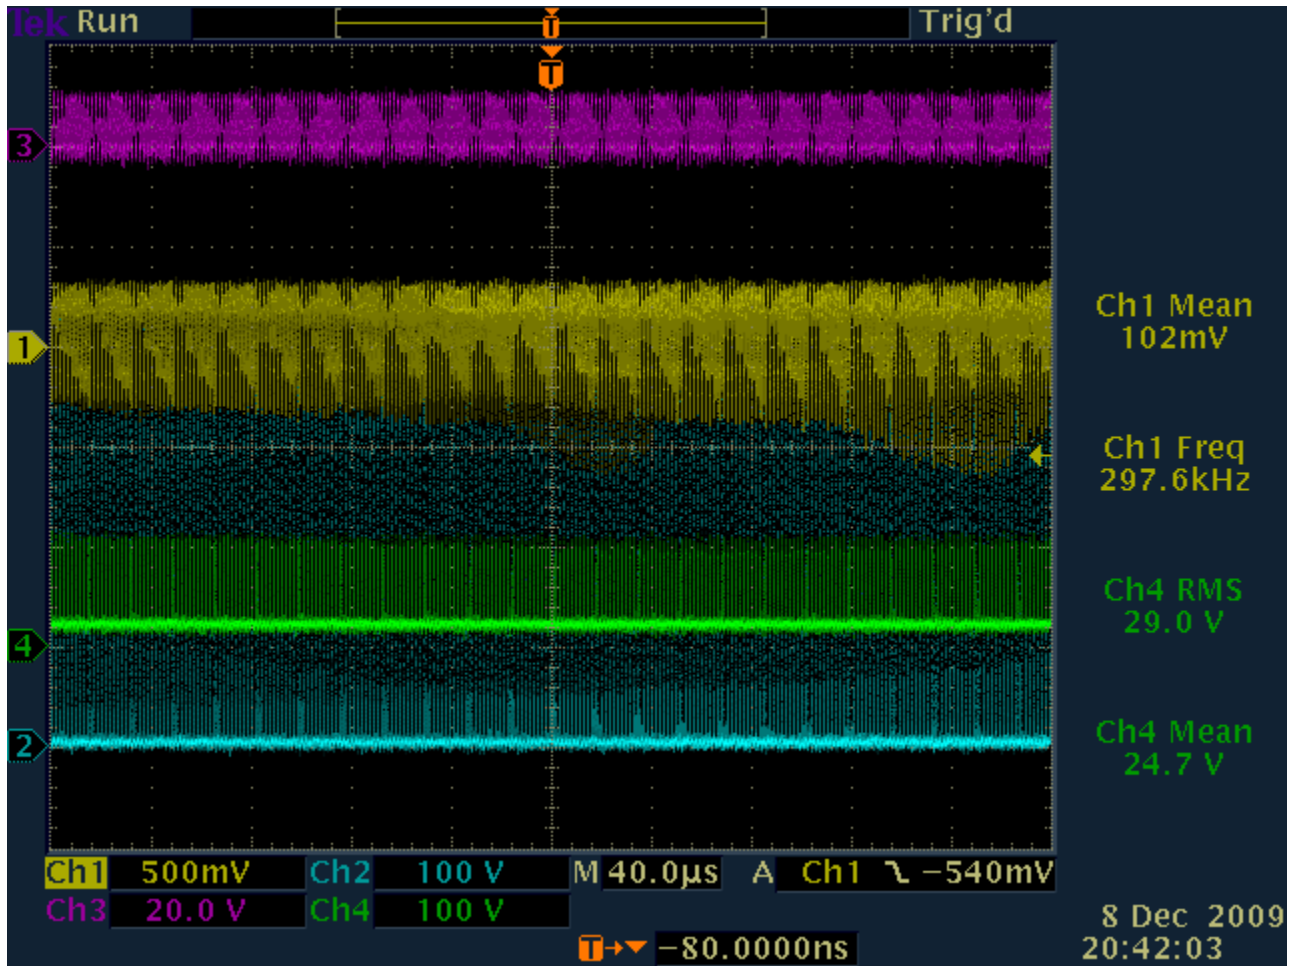 Tek Run Trig'd
T
T
3
1
4
2
Ch1 Mean
102mV
Ch1 Freq
297.6kHz
Ch4 RMS
29.0 V
Ch4 Mean
24.7 V
Ch1 500mV Ch2 100 V M 40.0µs A Ch1 -540mV
Ch3 20.0 V Ch4 100 V
T→▼ -80.0000ns
8 Dec 2009
20:42:03